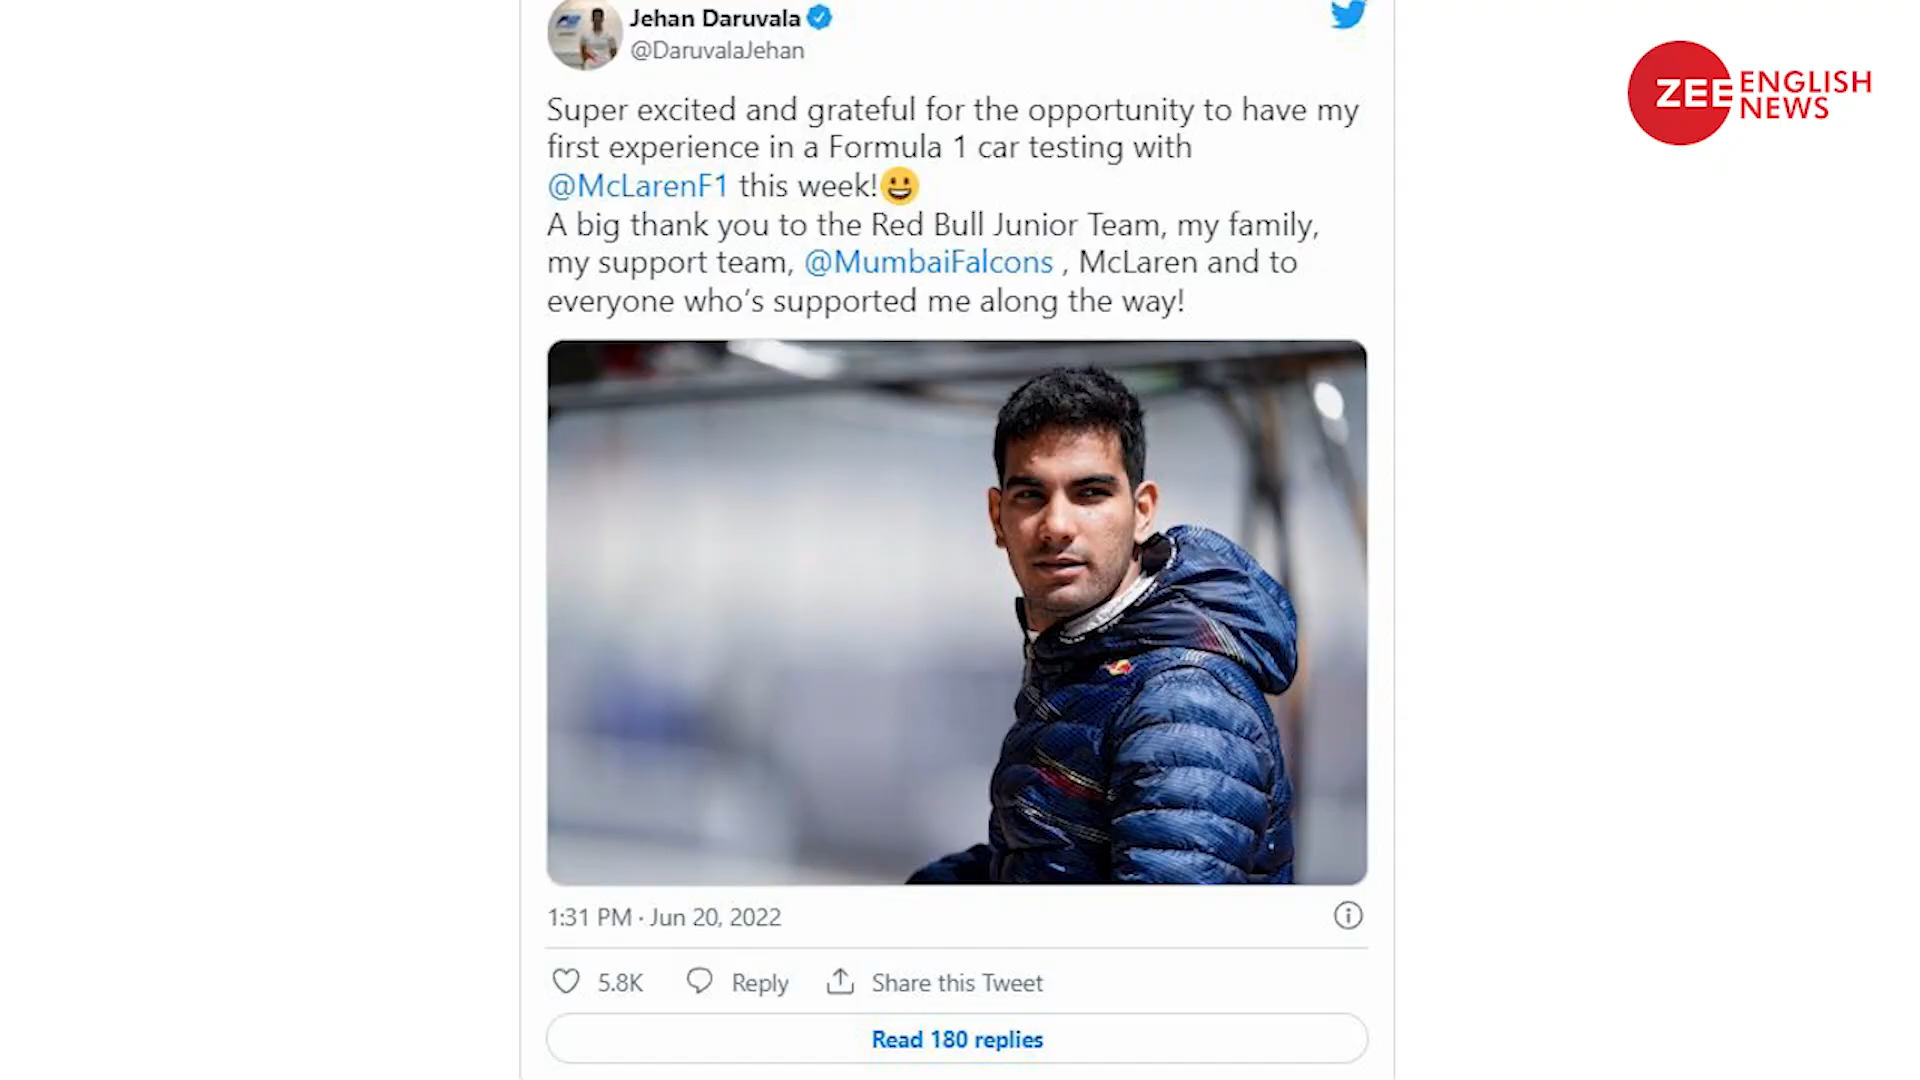 Jehan Daruvala
@DaruvalaJehan
ZEE ENGLISH
NEWS
Super excited and grateful for the opportunity to have my
first experience in a Formula 1 car testing with
@McLarenF1 this week!😀
A big thank you to the Red Bull Junior Team, my family,
my support team, @MumbaiFalcons , McLaren and to
everyone who's supported me along the way!
1:31 PM · Jun 20, 2022
5.8K Reply Share this Tweet
Read 180 replies